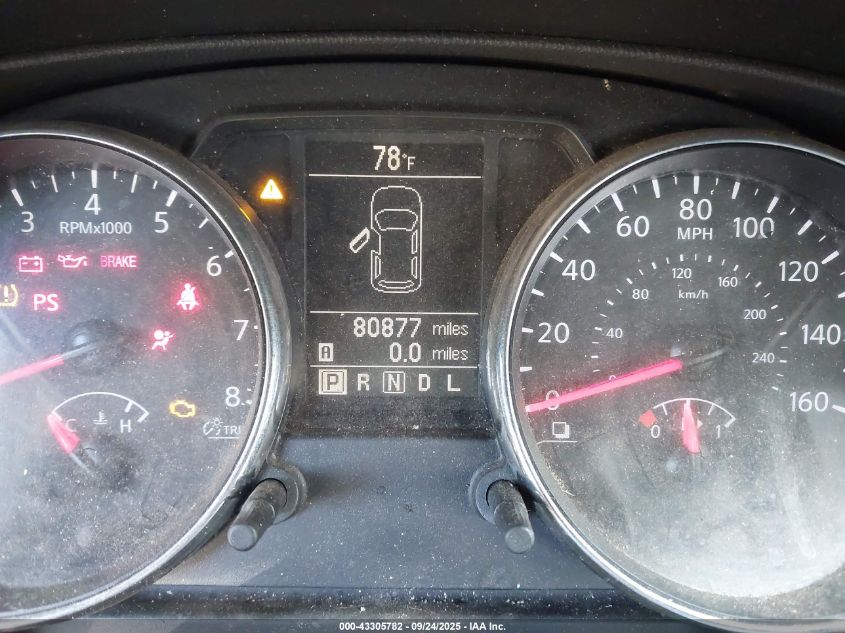 78°F
3 4 5 6 7 8
RPMx1000
BRAKE
PS
C H
TRI
80877 miles
A 0.0 miles
P R N D L
0 20 40 60 80 100 120 140 160
MPH
40 80 120 160 200 240
km/h
0 1
000-43305782 - 09/24/2025 - IAA Inc.